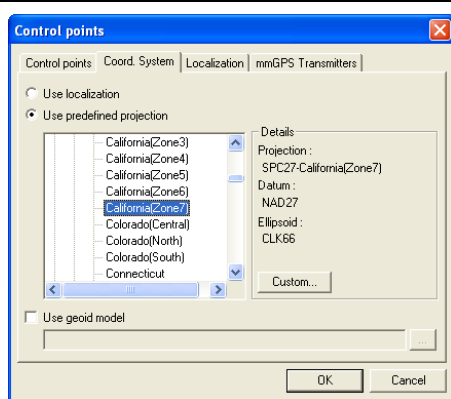 Control points
Control points Coord. System Localization mmGPS Transmitters
Use localization
Use predefined projection
California(Zone3)
California(Zone4)
California(Zone5)
California(Zone6)
California(Zone7)
Colorado(Central)
Colorado(North)
Colorado(South)
Connecticut
Details
Projection :
SPC27-California(Zone7)
Datum :
NAD27
Ellipsoid :
CLK66
Custom...
Use geoid model
...
OK Cancel